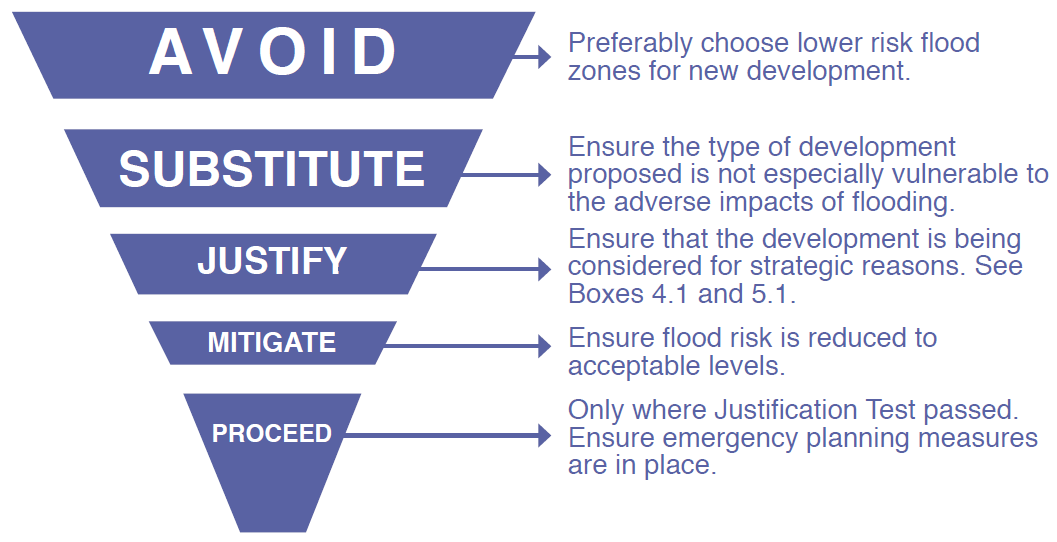 AVOID
Preferably choose lower risk flood
zones for new development.
SUBSTITUTE
Ensure the type of development
proposed is not especially vulnerable to
the adverse impacts of flooding.
JUSTIFY
Ensure that the development is being
considered for strategic reasons. See
Boxes 4.1 and 5.1.
MITIGATE
Ensure flood risk is reduced to
acceptable levels.
PROCEED
Only where Justification Test passed.
Ensure emergency planning measures
are in place.